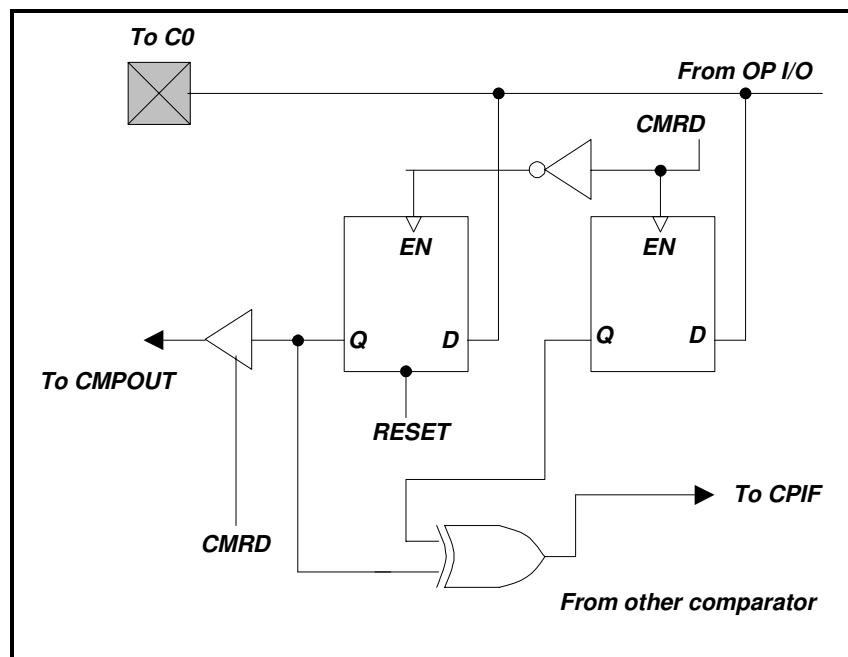 To C0
From OP I/O
CMRD
EN
EN
Q
D
Q
D
To CMPOUT
RESET
To CPIF
CMRD
From other comparator